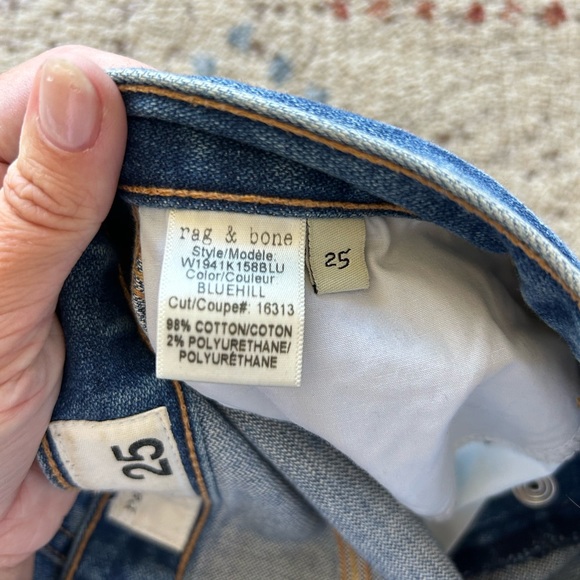 rag & bone
Style/Modèle:
W1941K158BLU
Color/Couleur
BLUEHILL
Cut/Coupe#: 16313
98% COTTON/COTON
2% POLYURETHANE/
POLYURÉTHANE
25
25